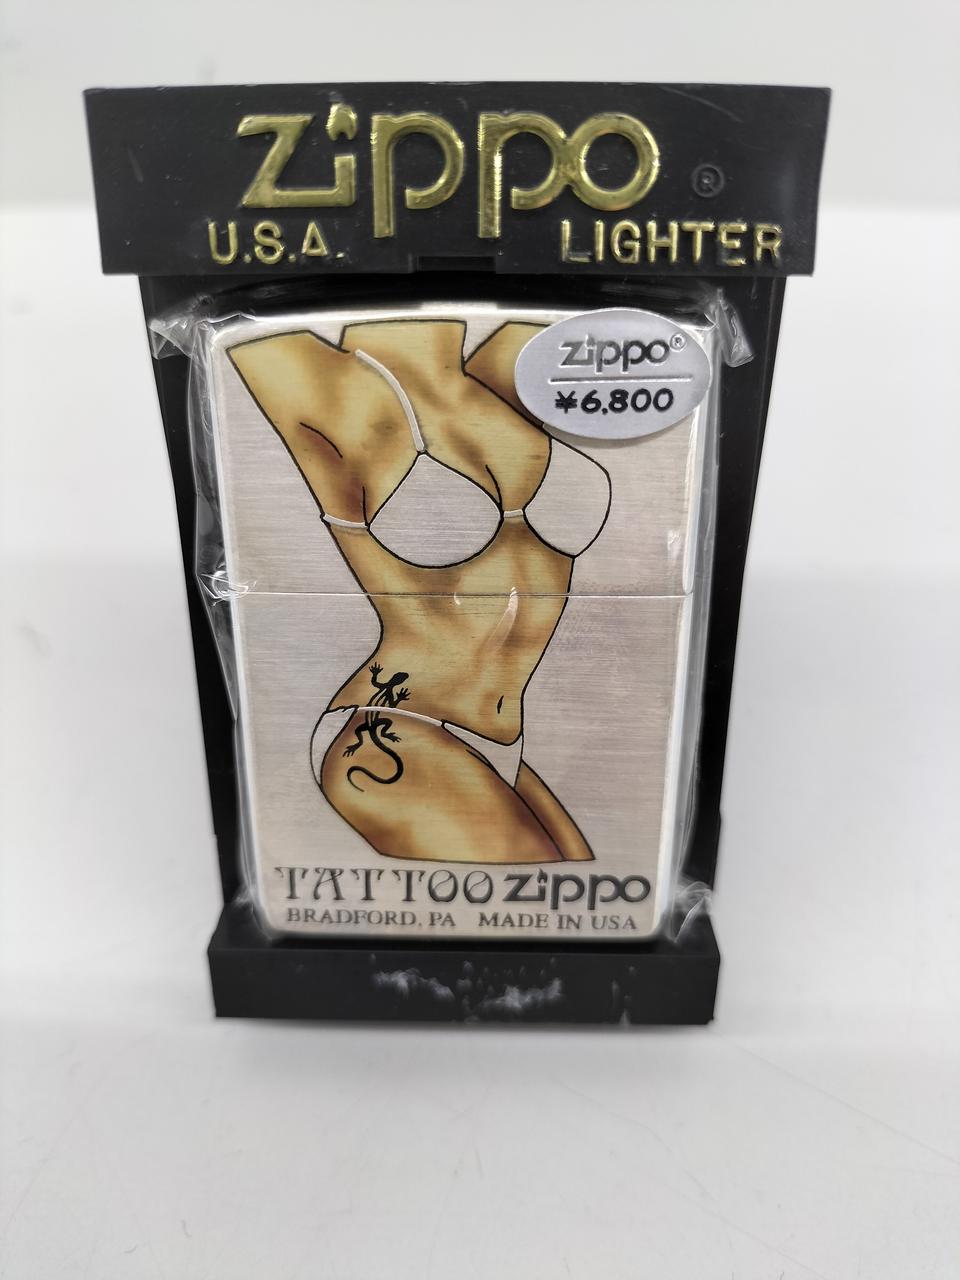 zippo ®
U.S.A. LIGHTER
zippo®
¥6,800
TATTOO zippo
BRADFORD, PA MADE IN USA